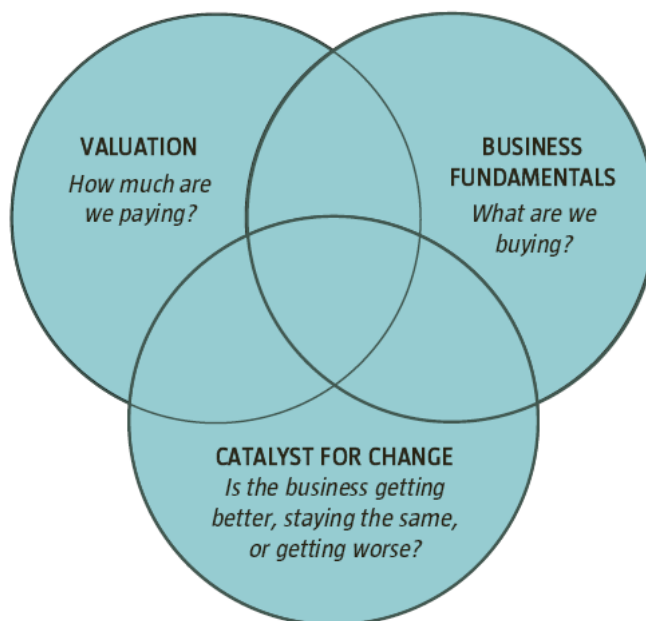 VALUATION
How much are
we paying?
BUSINESS
FUNDAMENTALS
What are we
buying?
CATALYST FOR CHANGE
Is the business getting
better, staying the same,
or getting worse?